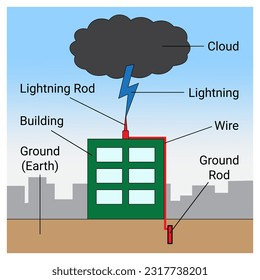 Cloud
Lightning Rod
Lightning
Building
Wire
Ground
(Earth)
Ground
Rod
shutterstock.com · 2317738201